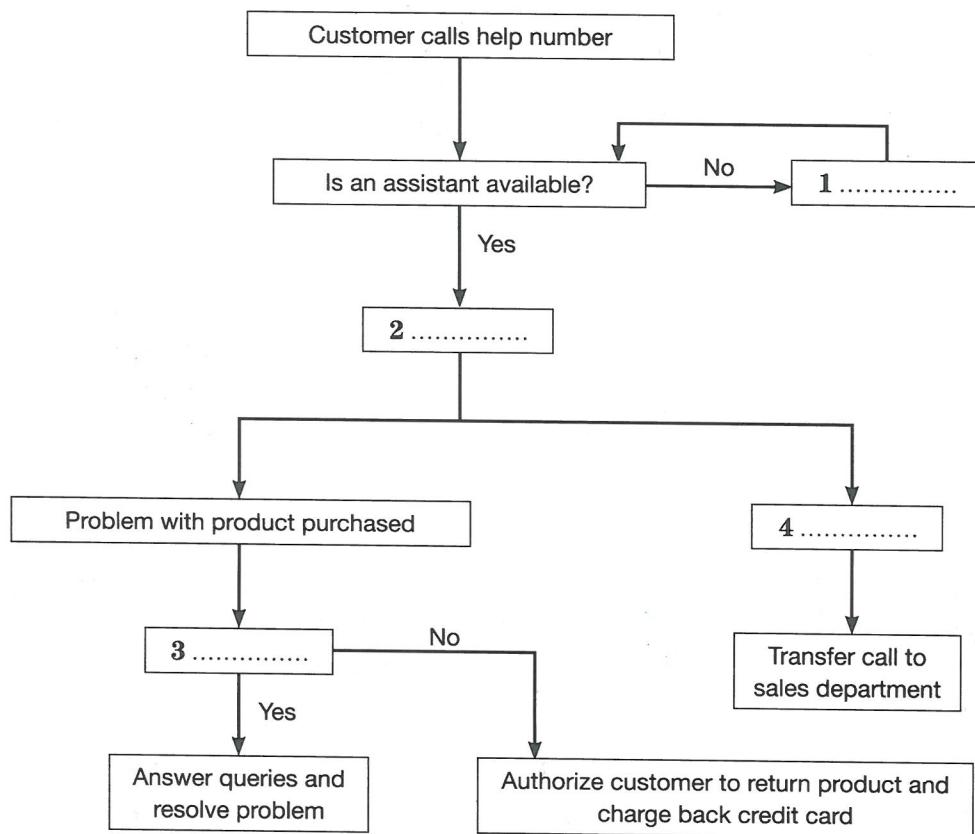 Customer calls help number
Is an assistant available?
No
1 ...............
Yes
2 ...............
Problem with product purchased
4 ...............
3 ...............
No
Transfer call to
sales department
Yes
Answer queries and
resolve problem
Authorize customer to return product and
charge back credit card